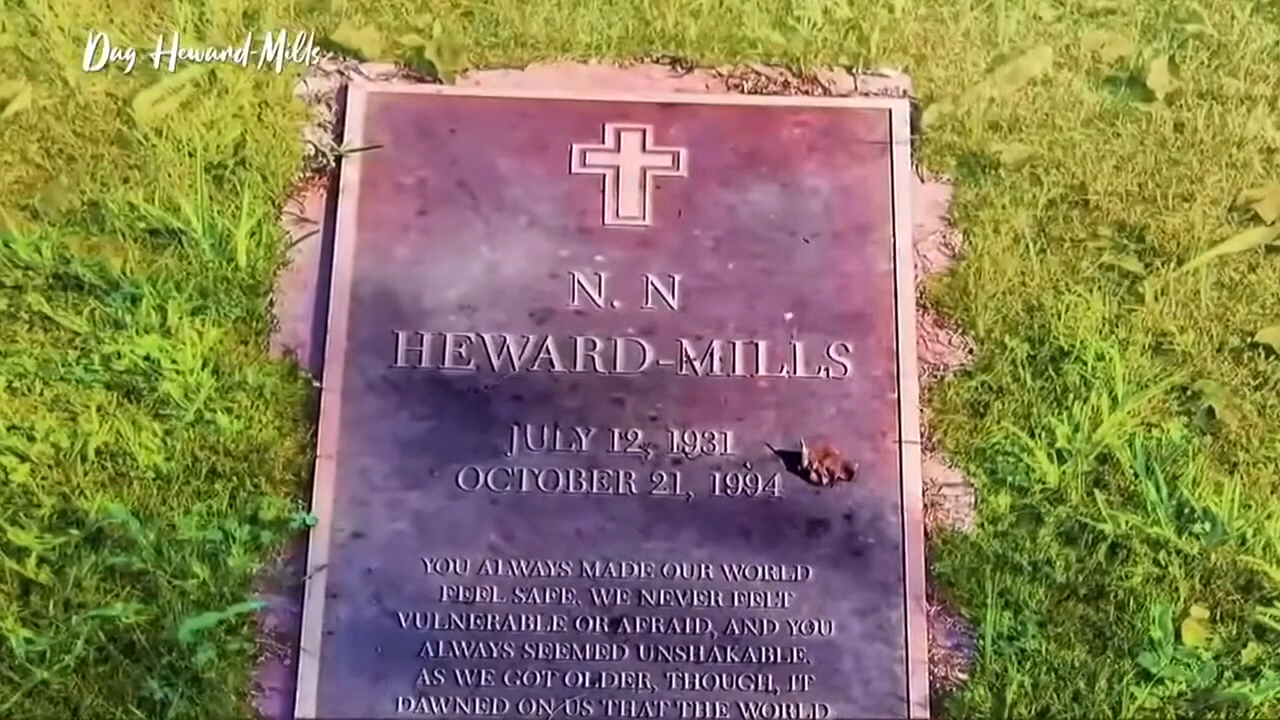 Dag Heward-Mills
N. N
HEWARD-MILLS
JULY 12, 1931
OCTOBER 21, 1994
YOU ALWAYS MADE OUR WORLD
FEEL SAFE. WE NEVER FELT
VULNERABLE OR AFRAID, AND YOU
ALWAYS SEEMED UNSHAKABLE.
AS WE GOT OLDER, THOUGH, IT
DAWNED ON US THAT THE WORLD